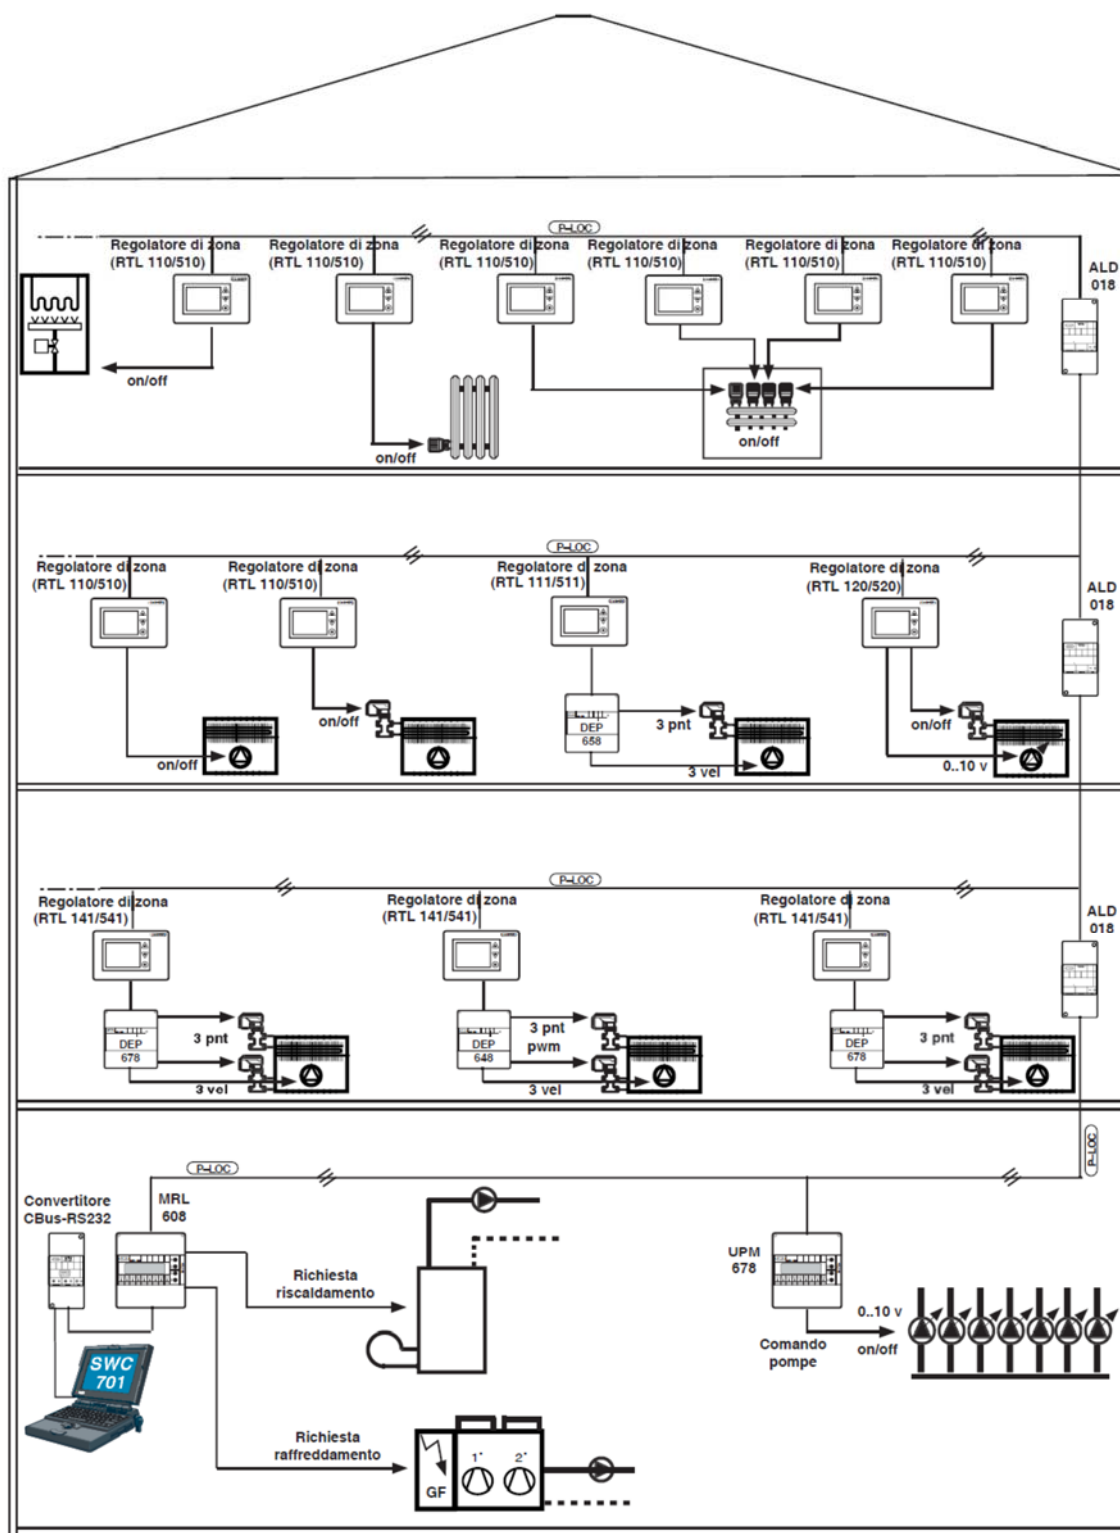 P-LOC
Regolatore di zona
(RTL 110/510)
Regolatore di zona
(RTL 110/510)
Regolatore di zona
(RTL 110/510)
Regolatore di zona
(RTL 110/510)
Regolatore di zona
(RTL 110/510)
Regolatore di zona
(RTL 110/510)
ALD
018
on/off
on/off
on/off
P-LOC
Regolatore di zona
(RTL 110/510)
Regolatore di zona
(RTL 110/510)
Regolatore di zona
(RTL 111/511)
Regolatore di zona
(RTL 120/520)
ALD
018
on/off
on/off
DEP
658
3 pnt
3 vel
on/off
0..10 v
P-LOC
Regolatore di zona
(RTL 141/541)
Regolatore di zona
(RTL 141/541)
Regolatore di zona
(RTL 141/541)
ALD
018
DEP
678
3 pnt
3 vel
DEP
648
3 pnt
pwm
3 vel
DEP
678
3 pnt
3 vel
P-LOC
P-LOC
Convertitore
CBus-RS232
MRL
608
Richiesta
riscaldamento
UPM
678
Comando
pompe
0..10 v
on/off
SWC
701
Richiesta
raffreddamento
GF
1°
2°